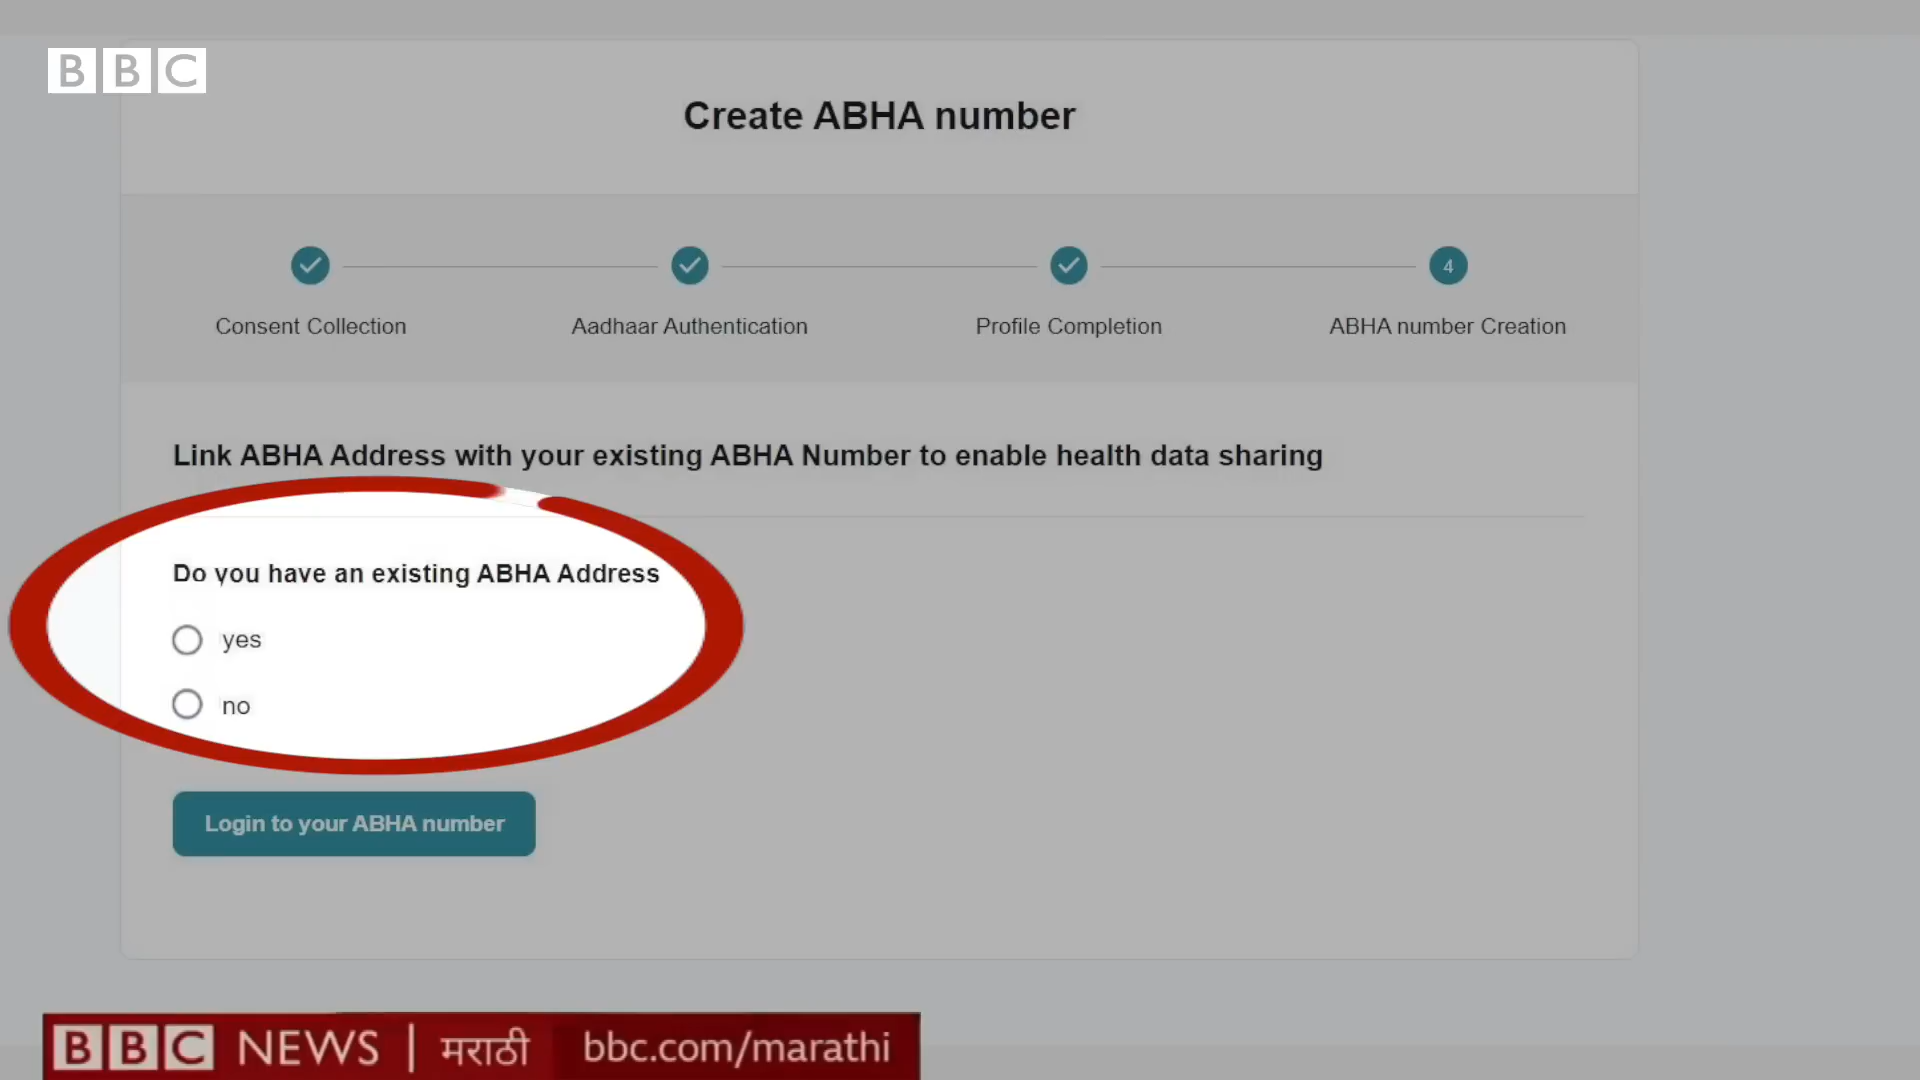 BBC
Create ABHA number
4
Consent Collection
Aadhaar Authentication
Profile Completion
ABHA number Creation
Link ABHA Address with your existing ABHA Number to enable health data sharing
Do you have an existing ABHA Address
yes
no
Login to your ABHA number
BBC NEWS | मराठी bbc.com/marathi